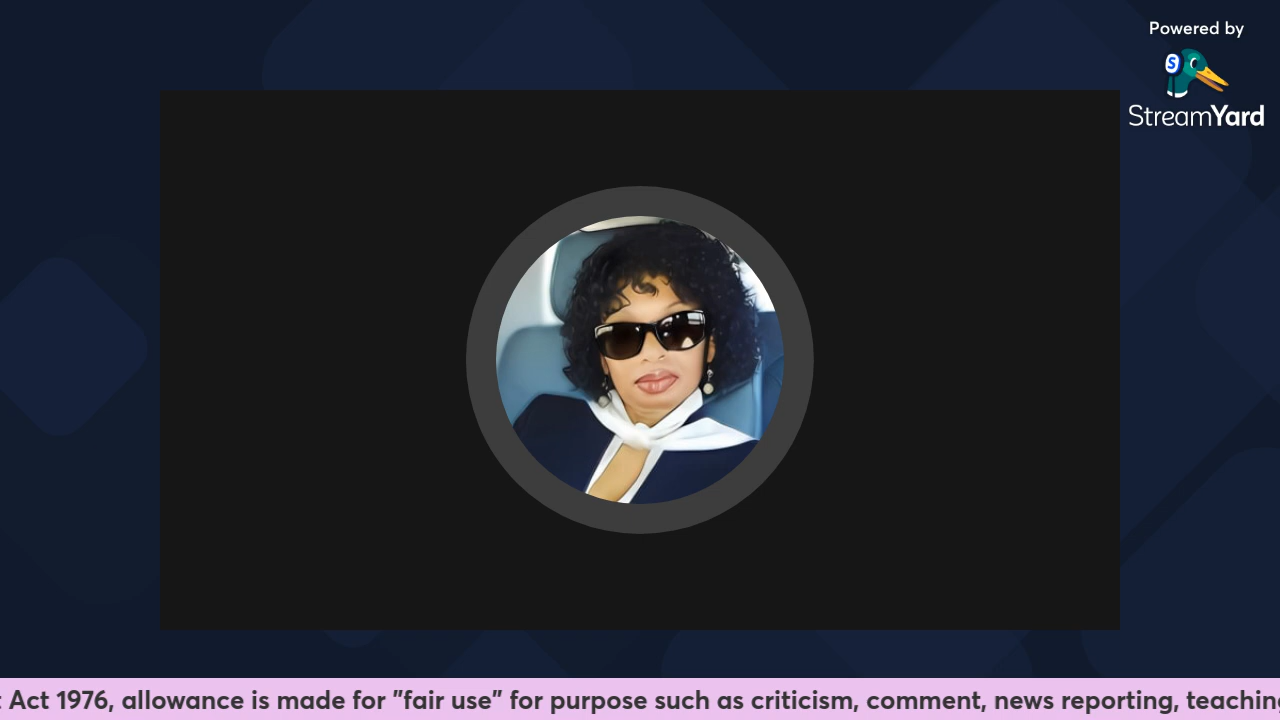 Powered by
S
StreamYard
Act 1976, allowance is made for "fair use" for purpose such as criticism, comment, news reporting,